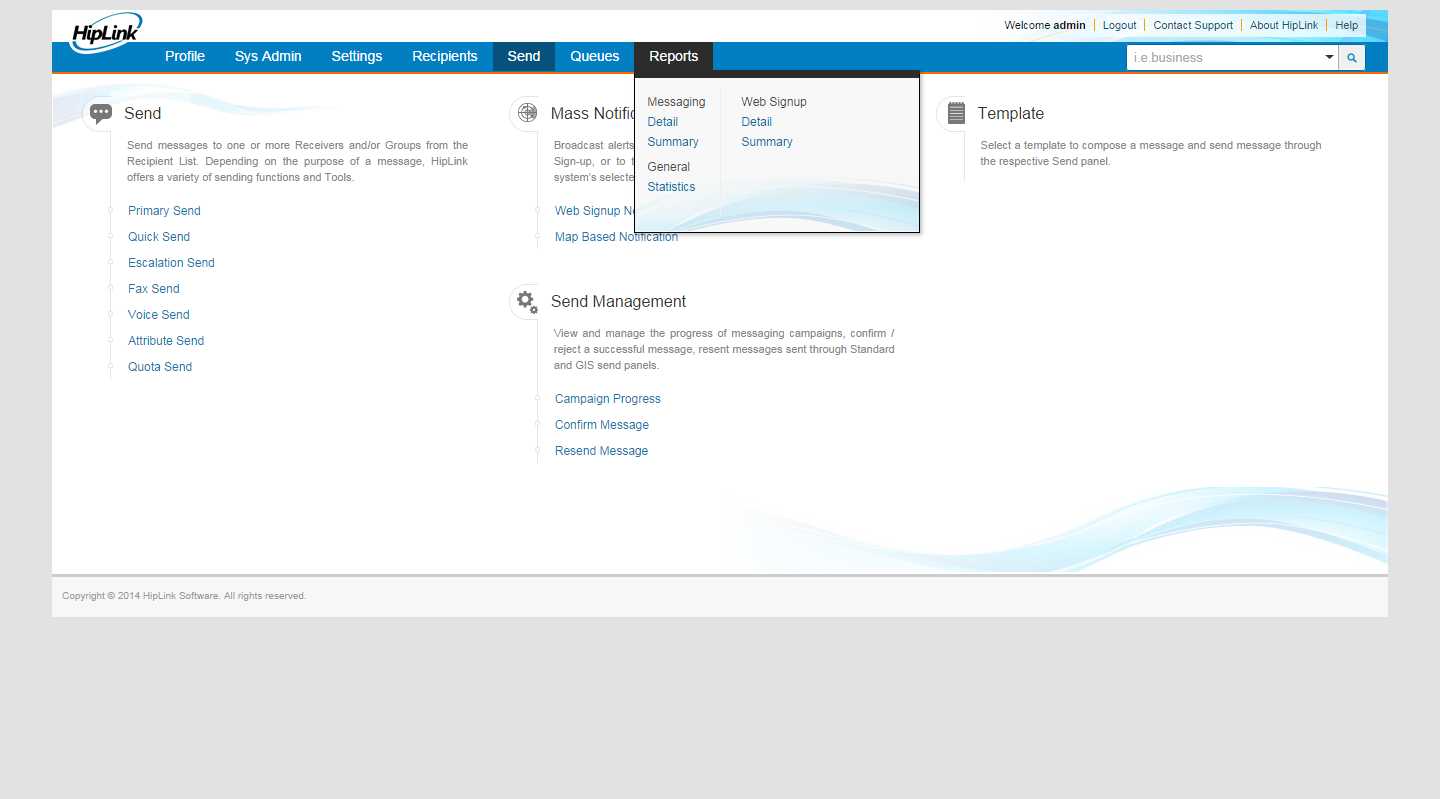 HipLink
Welcome admin Logout Contact Support About HipLink Help
Profile Sys Admin Settings Recipients Send Queues Reports
i.e.business
Messaging
Detail
Summary
General
Statistics
Web Signup
Detail
Summary
Send
Send messages to one or more Receivers and/or Groups from the
Recipient List. Depending on the purpose of a message, HipLink
offers a variety of sending functions and Tools.
Primary Send
Quick Send
Escalation Send
Fax Send
Voice Send
Attribute Send
Quota Send
Mass
Broadcast alerts
Sign-up, or to
system's
Web Signup
Map Based Notification
Send Management
View and manage the progress of messaging campaigns, confirm /
reject a successful message, resent messages sent through Standard
and GIS send panels.
Campaign Progress
Confirm Message
Resend Message
Template
Select a template to compose a message and send message through
the respective Send panel.
Copyright © 2014 HipLink Software. All rights reserved.